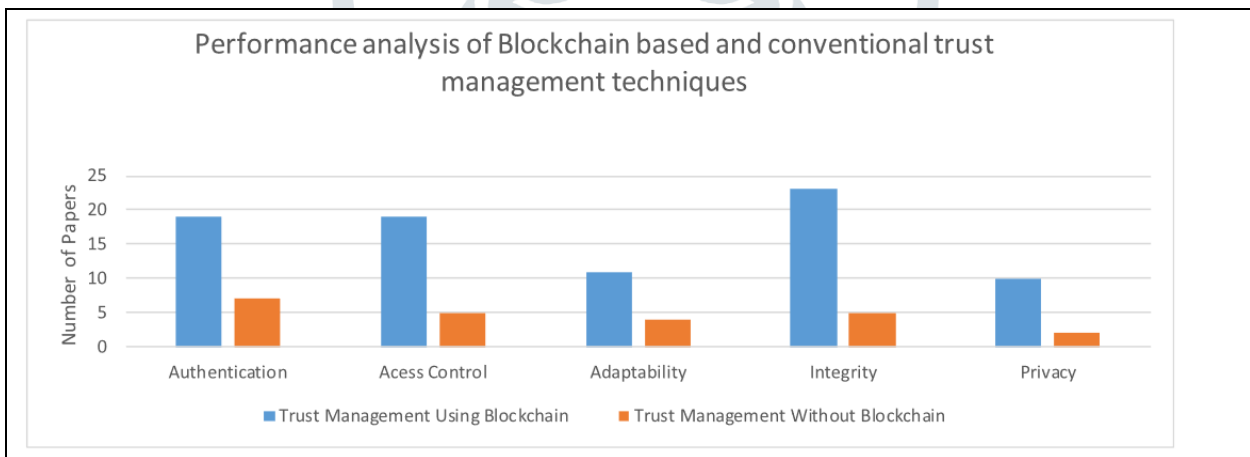 Performance analysis of Blockchain based and conventional trust
management techniques
Number of Papers
25
20
15
10
5
0
Authentication Acess Control Adaptability Integrity Privacy
Trust Management Using Blockchain Trust Management Without Blockchain